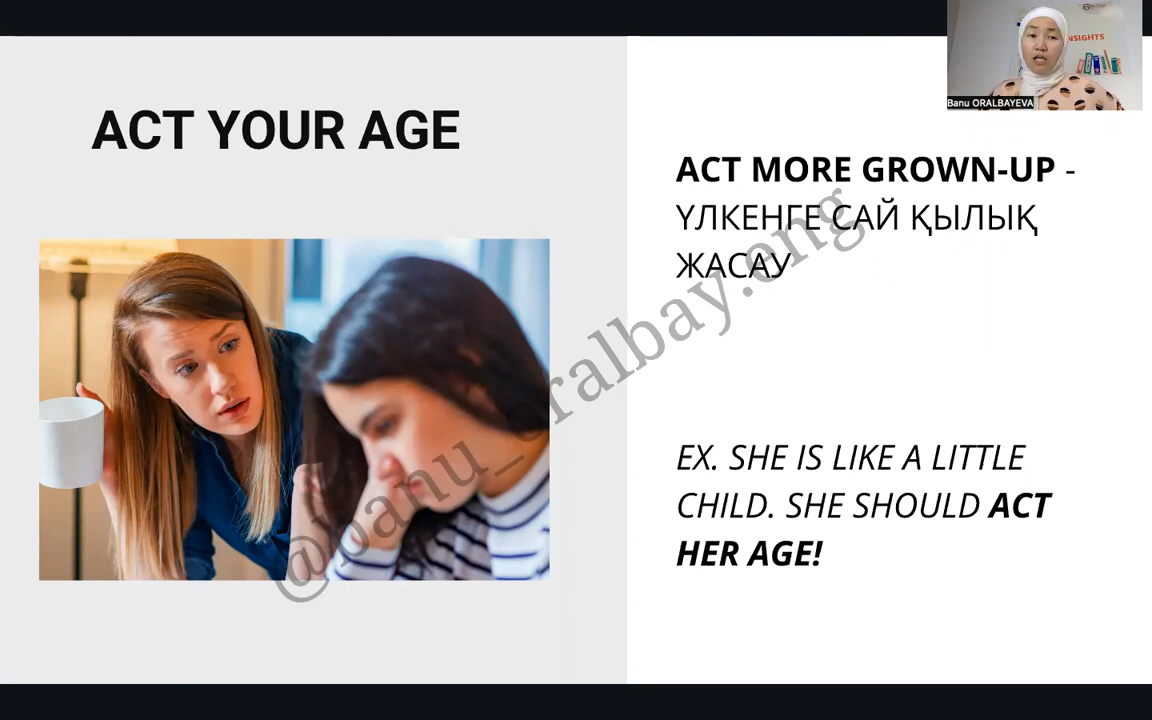 INSIGHTS
Banu ORALBAYEVA
ACT YOUR AGE
ACT MORE GROWN-UP -
ҮЛКЕНГЕ САЙ ҚЫЛЫҚ
ЖАСАУ
@banu_oralbay.eng
EX. SHE IS LIKE A LITTLE
CHILD. SHE SHOULD ACT
HER AGE!